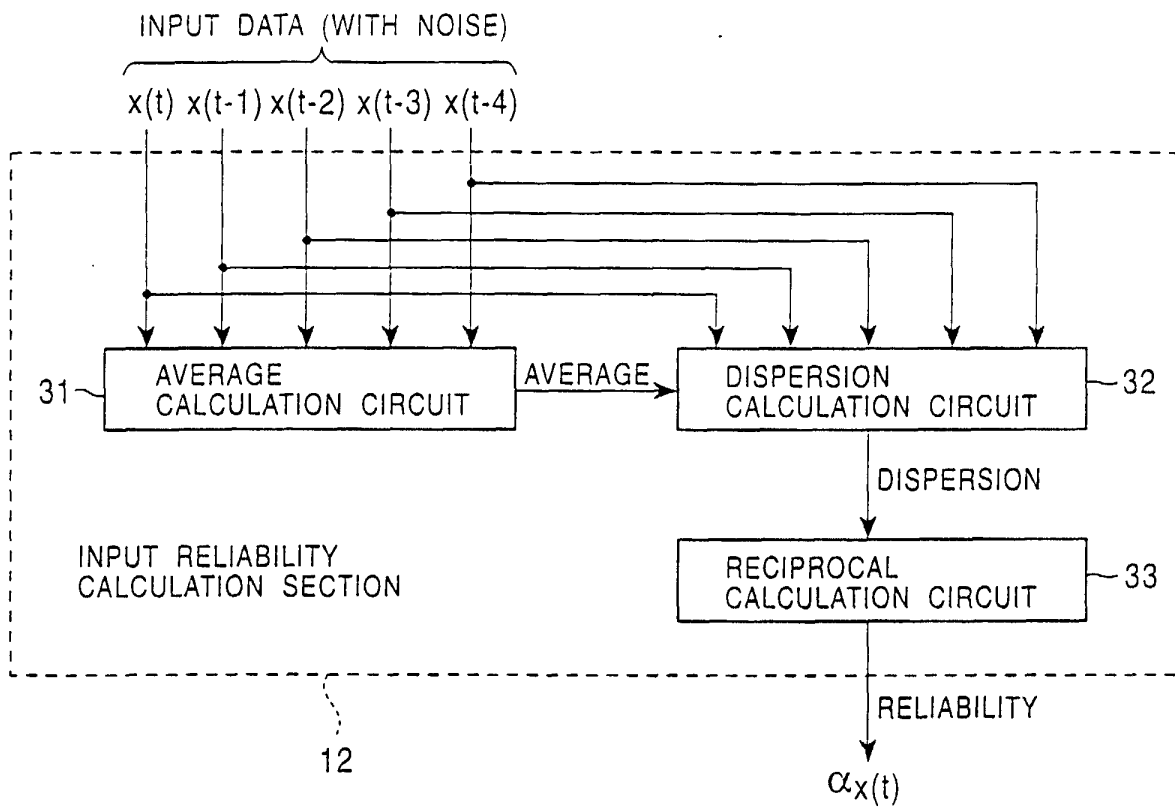 INPUT DATA (WITH NOISE)
x(t) x(t-1) x(t-2) x(t-3) x(t-4)
31
AVERAGE
CALCULATION CIRCUIT
AVERAGE
DISPERSION
CALCULATION CIRCUIT
32
DISPERSION
INPUT RELIABILITY
CALCULATION SECTION
RECIPROCAL
CALCULATION CIRCUIT
33
RELIABILITY
12
αx(t)